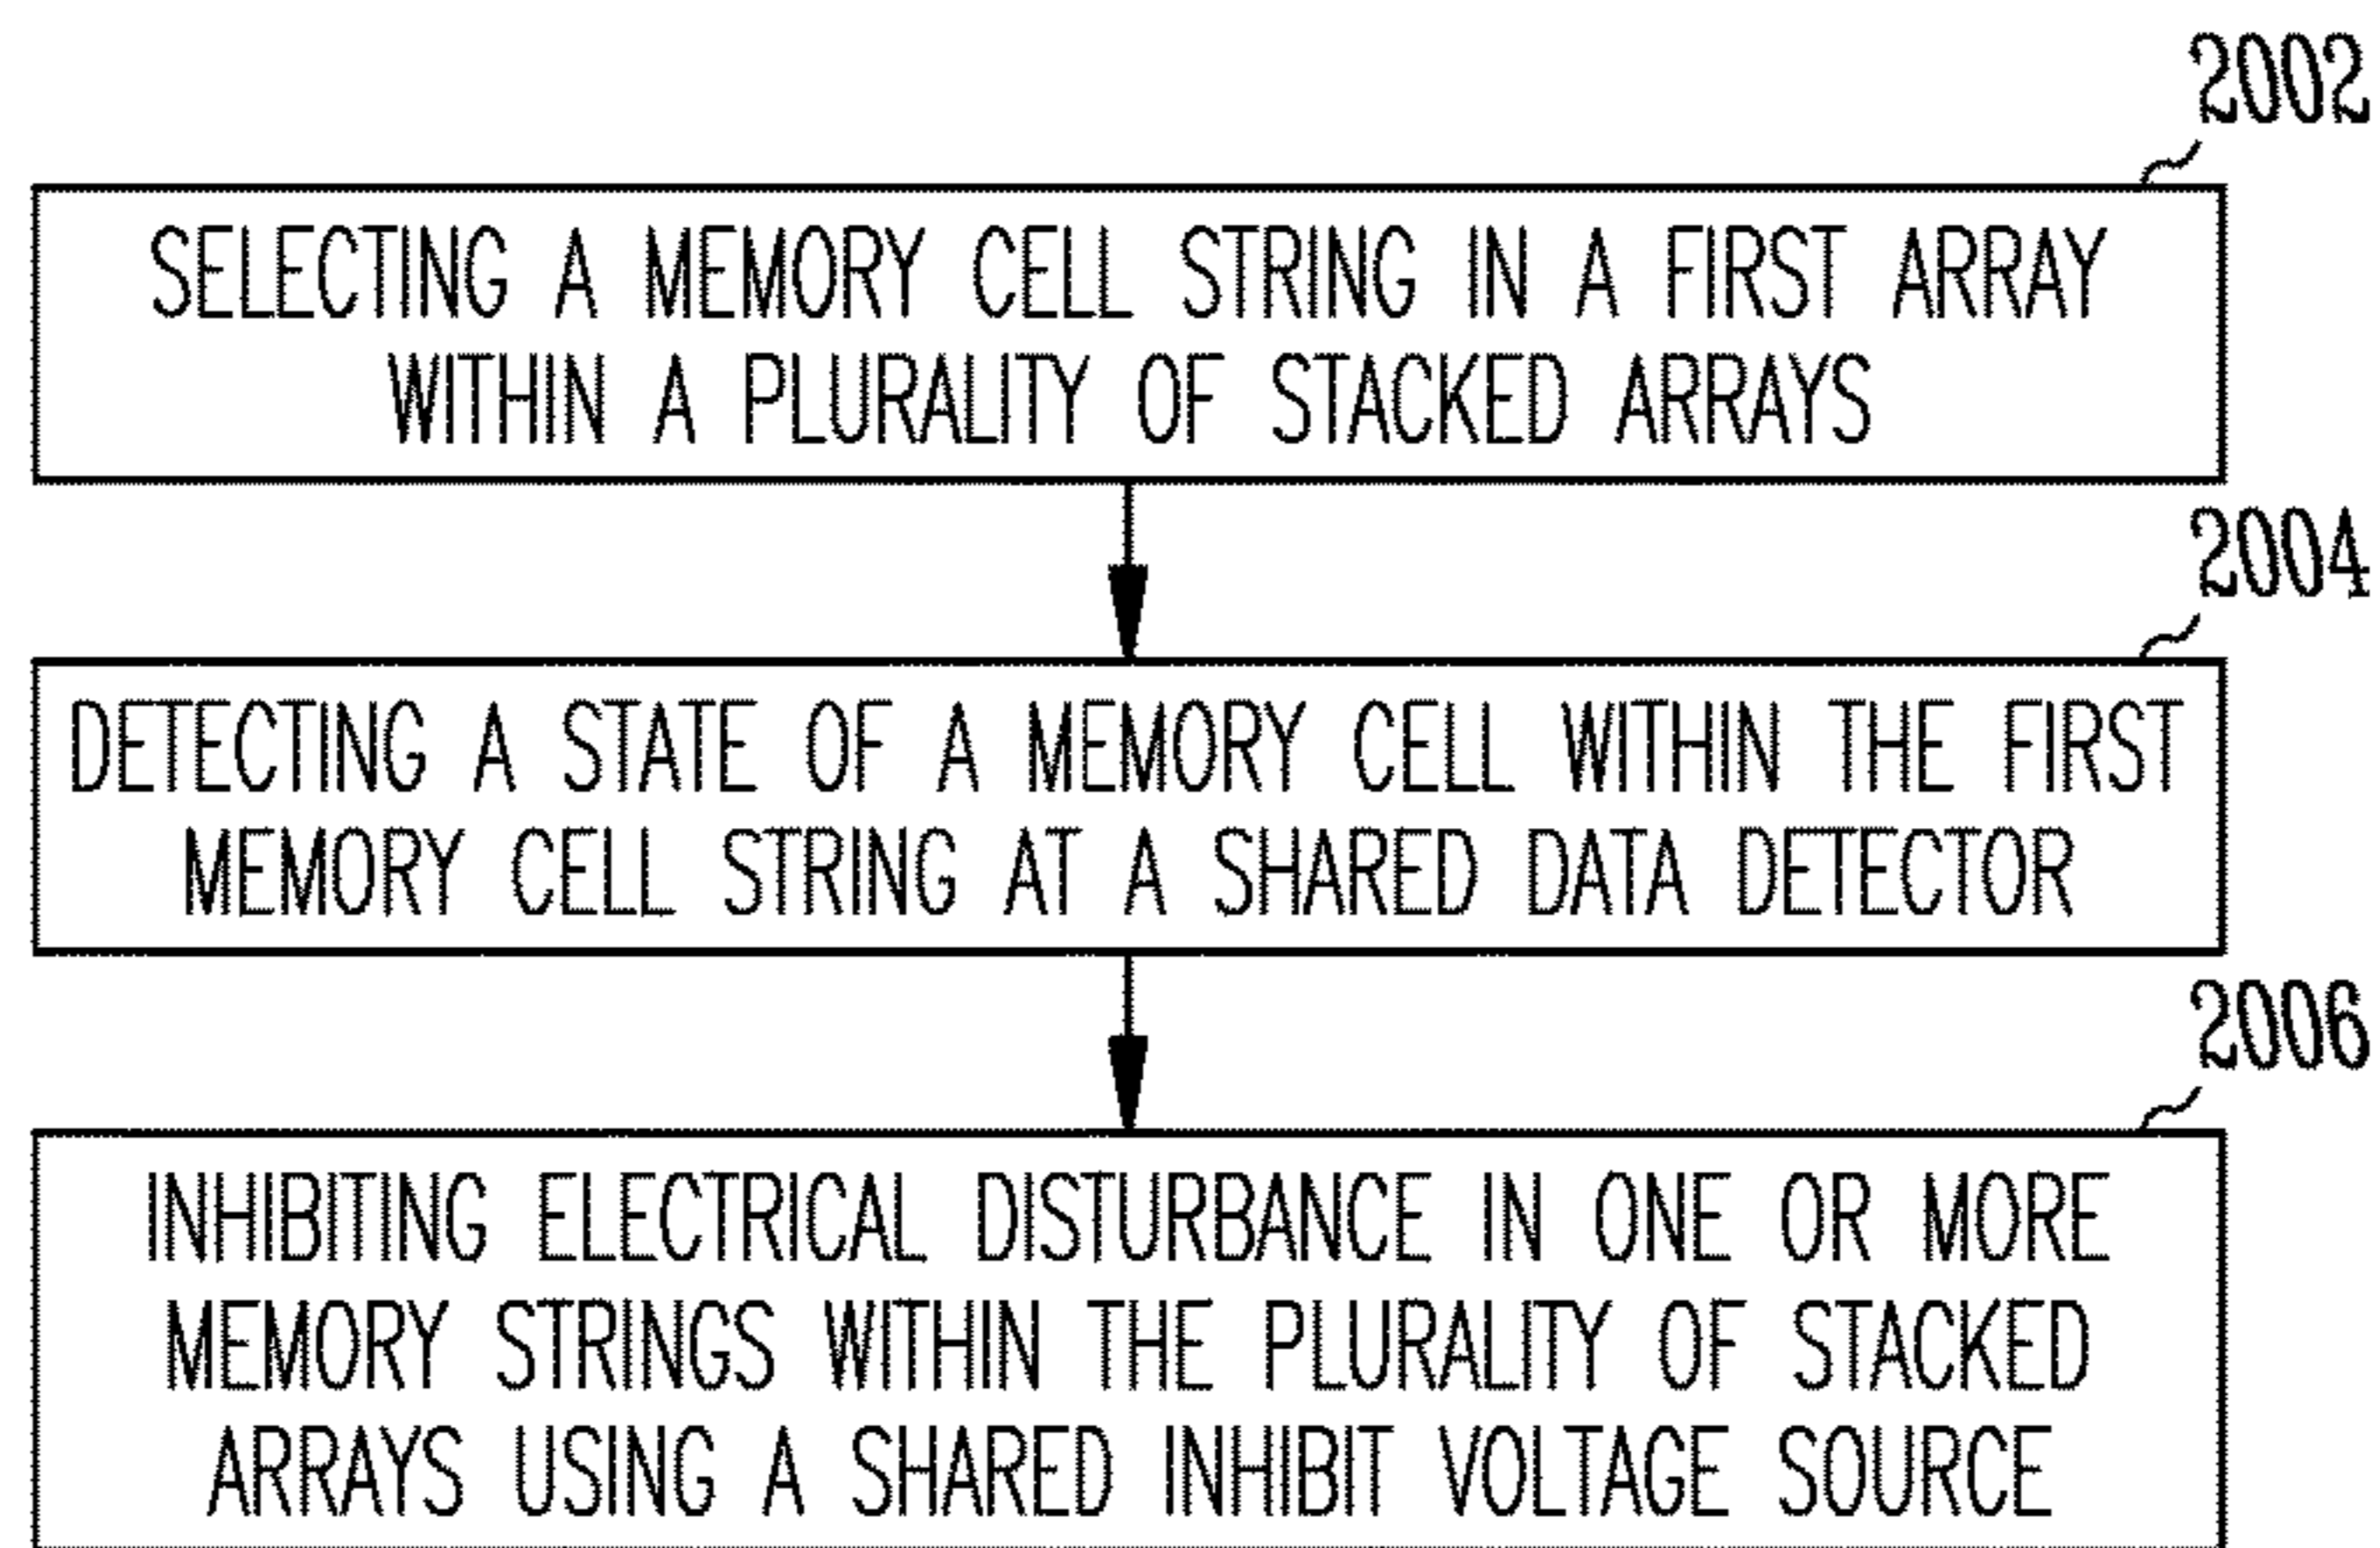 2002
SELECTING A MEMORY CELL STRING IN A FIRST ARRAY
WITHIN A PLURALITY OF STACKED ARRAYS
2004
DETECTING A STATE OF A MEMORY CELL WITHIN THE FIRST
MEMORY CELL STRING AT A SHARED DATA DETECTOR
2006
INHIBITING ELECTRICAL DISTURBANCE IN ONE OR MORE
MEMORY STRINGS WITHIN THE PLURALITY OF STACKED
ARRAYS USING A SHARED INHIBIT VOLTAGE SOURCE